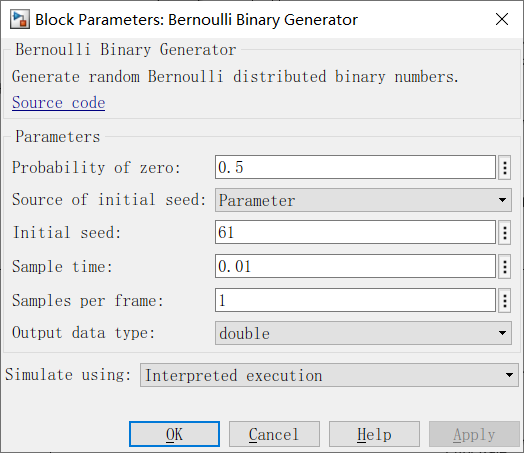 Block Parameters: Bernoulli Binary Generator
Bernoulli Binary Generator
Generate random Bernoulli distributed binary numbers.
Source code
Parameters
Probability of zero: 0.5
Source of initial seed: Parameter
Initial seed: 61
Sample time: 0.01
Samples per frame: 1
Output data type: double
Simulate using: Interpreted execution
OK Cancel Help Apply